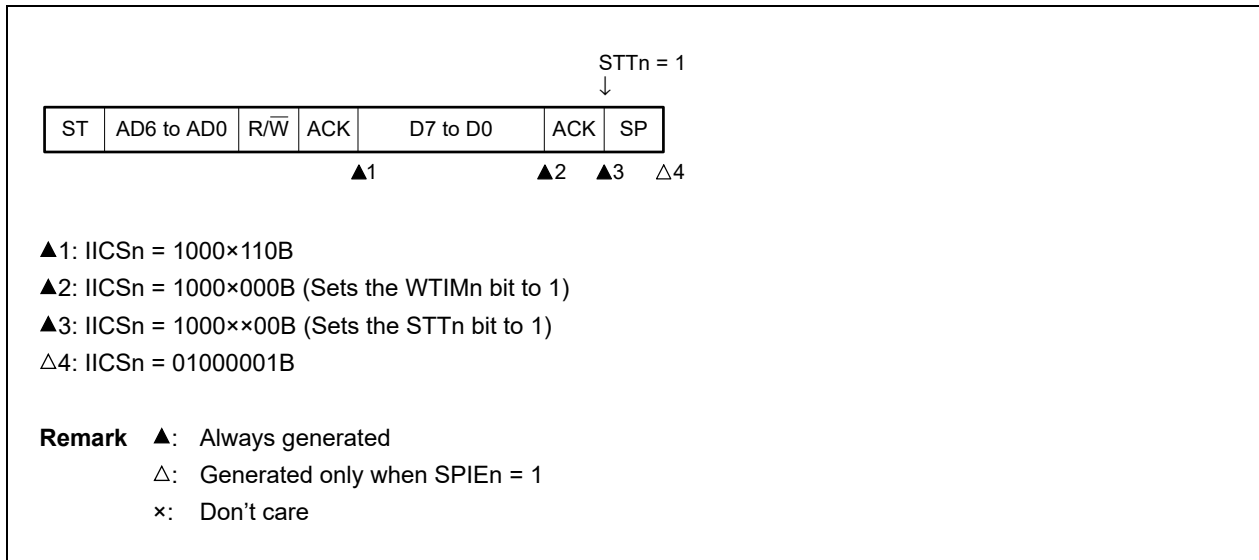 STTn = 1
↓
ST AD6 to AD0 R/W̅ ACK D7 to D0 ACK SP
▲1 ▲2 ▲3 △4
▲1: IICSn = 1000×110B
▲2: IICSn = 1000×000B (Sets the WTIMn bit to 1)
▲3: IICSn = 1000××00B (Sets the STTn bit to 1)
△4: IICSn = 01000001B
Remark ▲: Always generated
△: Generated only when SPIEn = 1
×: Don’t care